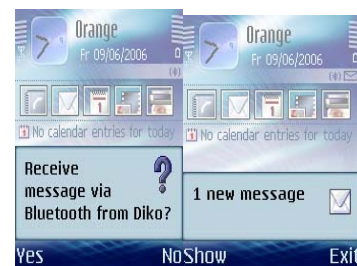 Orange
Fr 09/06/2006
No calendar entries for today
Receive
message via
Bluetooth from Diko?
Yes No
Orange
Fr 09/06/2006
No calendar entries for today
1 new message
Show Exit